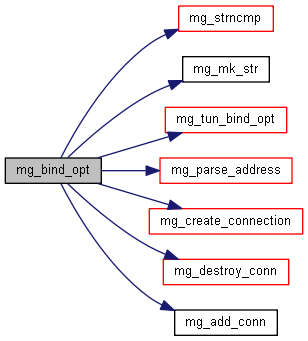 mg_strncmp
mg_mk_str
mg_tun_bind_opt
mg_bind_opt
mg_parse_address
mg_create_connection
mg_destroy_conn
mg_add_conn